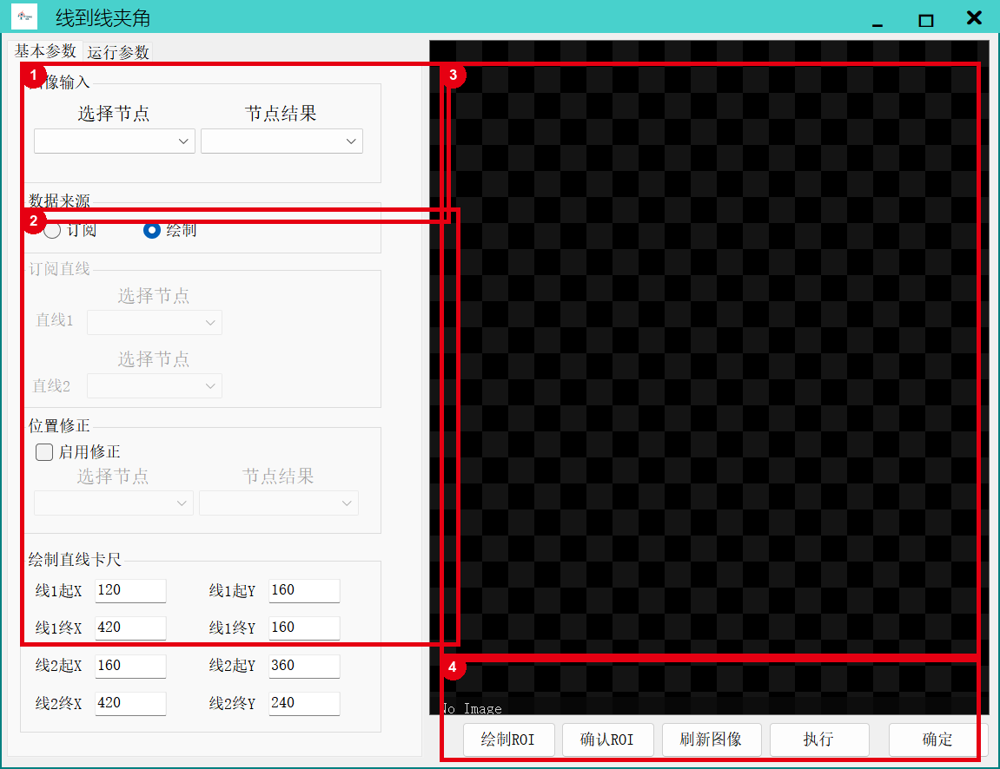 线到线夹角
基本参数 运行参数
1
像输入
3
选择节点 节点结果
数据来源
2
订阅 绘制
订阅直线
选择节点
直线1
选择节点
直线2
位置修正
启用修正
选择节点 节点结果
绘制直线卡尺
线1起X 120 线1起Y 160
线1终X 420 线1终Y 160
线2起X 160 线2起Y 360
线2终X 420 线2终Y 240
4
No Image
绘制ROI 确认ROI 刷新图像 执行 确定